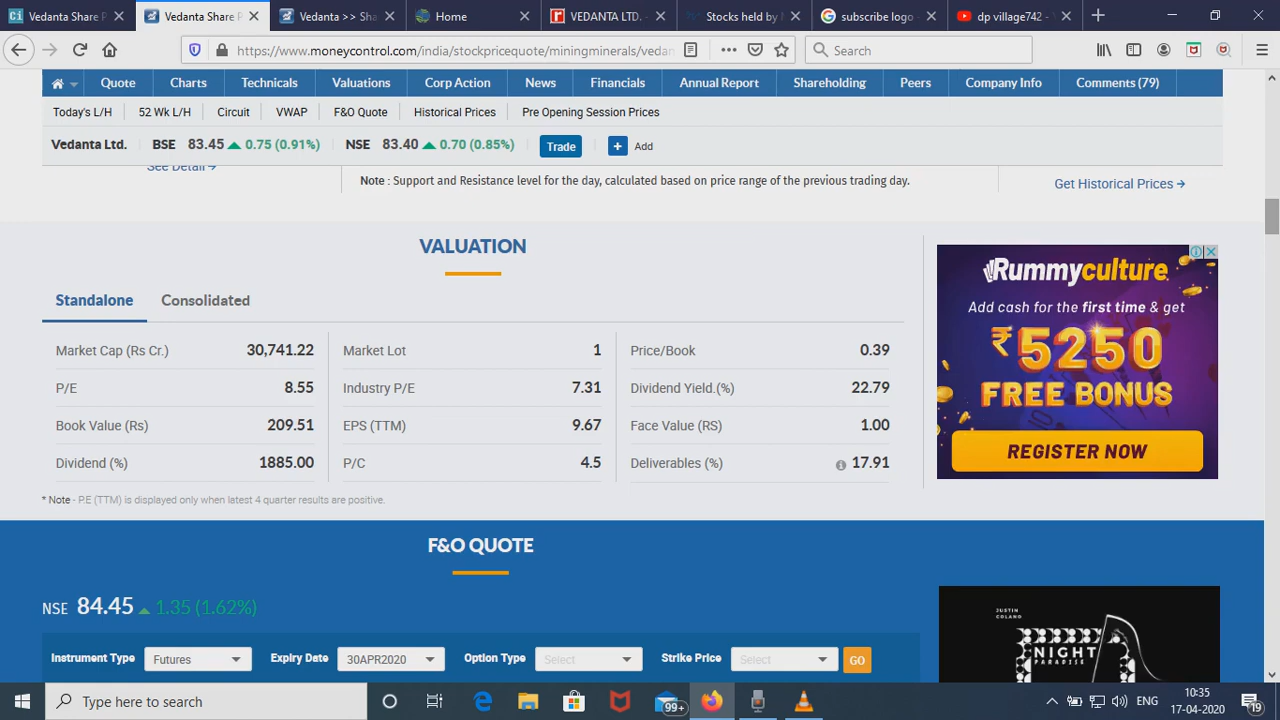 Vedanta Share P
Vedanta Share P
Vedanta >> Sha
Home
VEDANTA LTD. -
Stocks held by N
subscribe logo -
dp village742 -
https://www.moneycontrol.com/india/stockpricequote/miningminerals/vedan
Search
Quote
Charts
Technicals
Valuations
Corp Action
News
Financials
Annual Report
Shareholding
Peers
Company Info
Comments (79)
Today's L/H
52 Wk L/H
Circuit
VWAP
F&O Quote
Historical Prices
Pre Opening Session Prices
Vedanta Ltd. BSE 83.45 0.75 (0.91%) NSE 83.40 0.70 (0.85%) Trade + Add
See Detail
Note : Support and Resistance level for the day, calculated based on price range of the previous trading day.
Get Historical Prices
VALUATION
Standalone
Consolidated
Market Cap (Rs Cr.) 30,741.22
P/E 8.55
Book Value (Rs) 209.51
Dividend (%) 1885.00
Market Lot 1
Industry P/E 7.31
EPS (TTM) 9.67
P/C 4.5
Price/Book 0.39
Dividend Yield.(%) 22.79
Face Value (RS) 1.00
Deliverables (%) 17.91
* Note - P.E (TTM) is displayed only when latest 4 quarter results are positive.
Rummyculture
Add cash for the first time & get
₹5250
FREE BONUS
REGISTER NOW
F&O QUOTE
NSE 84.45 1.35 (1.62%)
Instrument Type Futures
Expiry Date 30APR2020
Option Type Select
Strike Price Select
GO
JUSTIN
COLANO
NIGHT
PARADISE
Type here to search
99+
ENG
10:35
17-04-2020
19